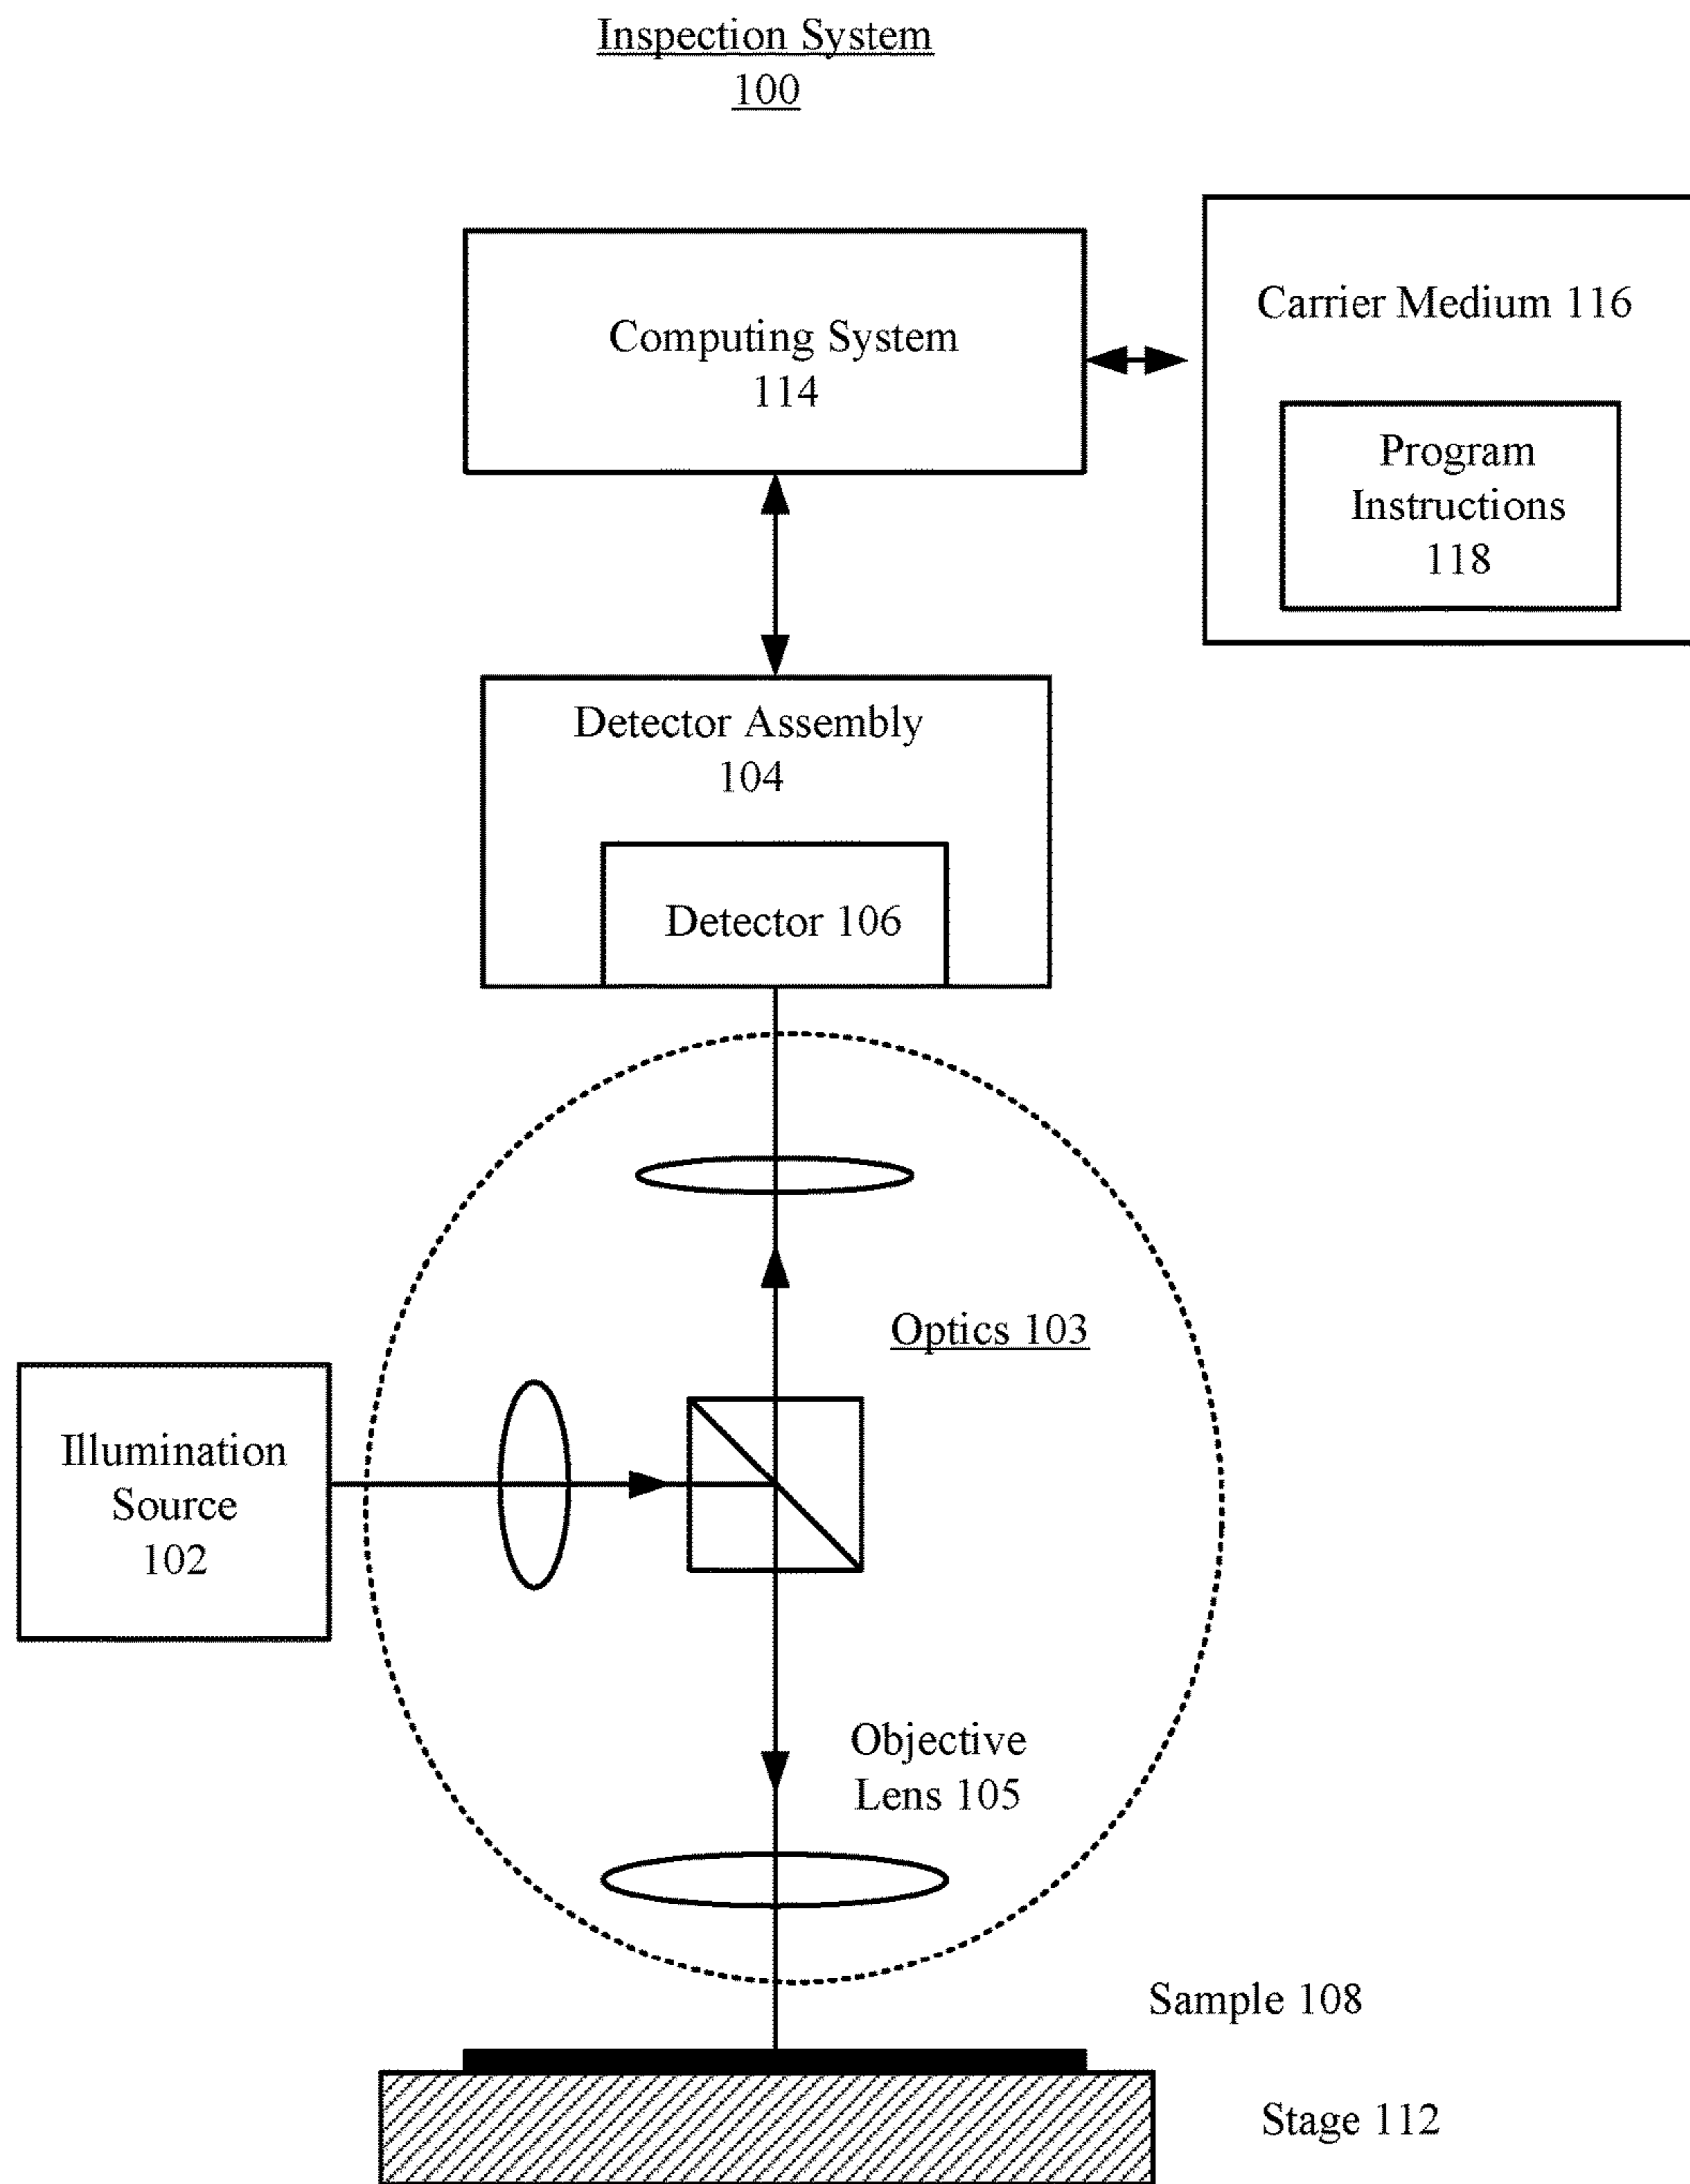 Inspection System
100
Computing System
114
Carrier Medium 116
Program
Instructions
118
Detector Assembly
104
Detector 106
Optics 103
Illumination
Source
102
Objective
Lens 105
Sample 108
Stage 112